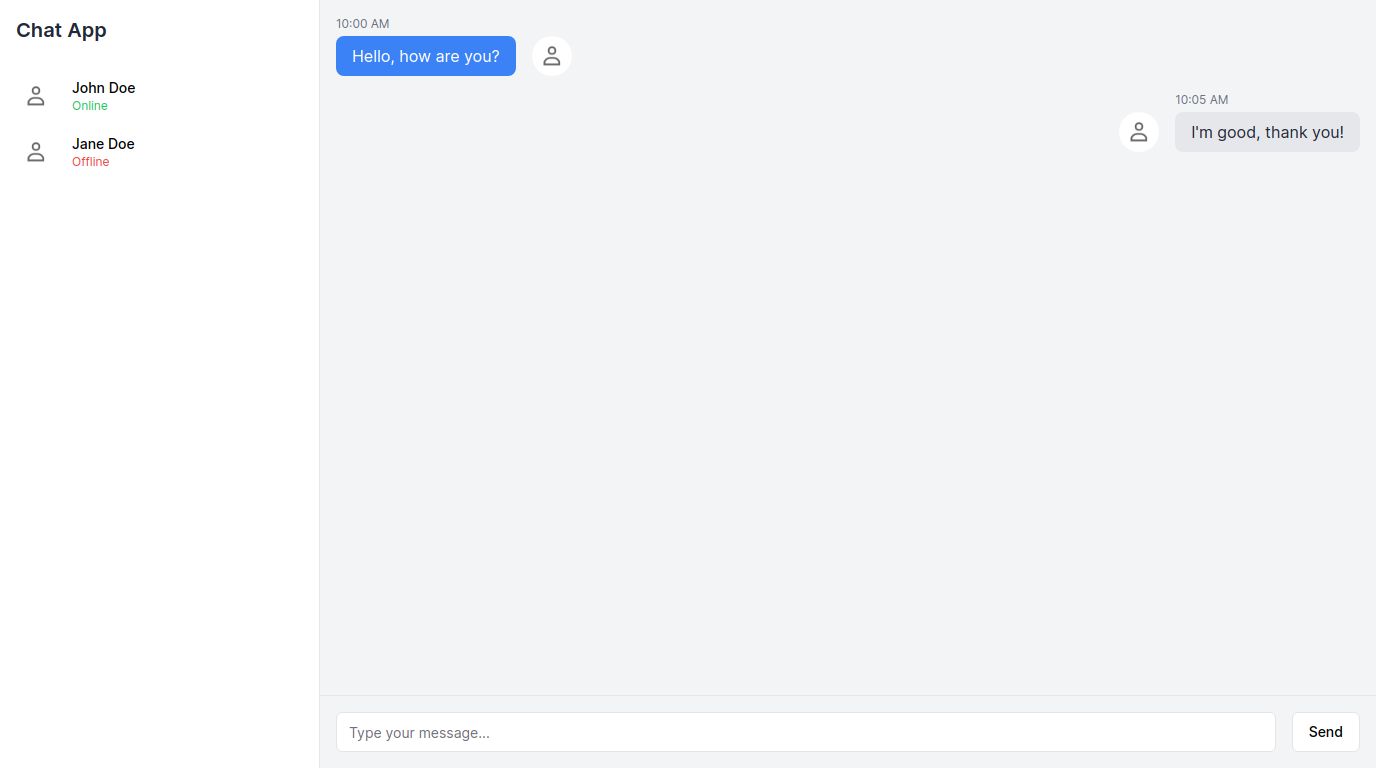 Chat App
John Doe
Online
Jane Doe
Offline
10:00 AM
Hello, how are you?
10:05 AM
I'm good, thank you!
Type your message...
Send